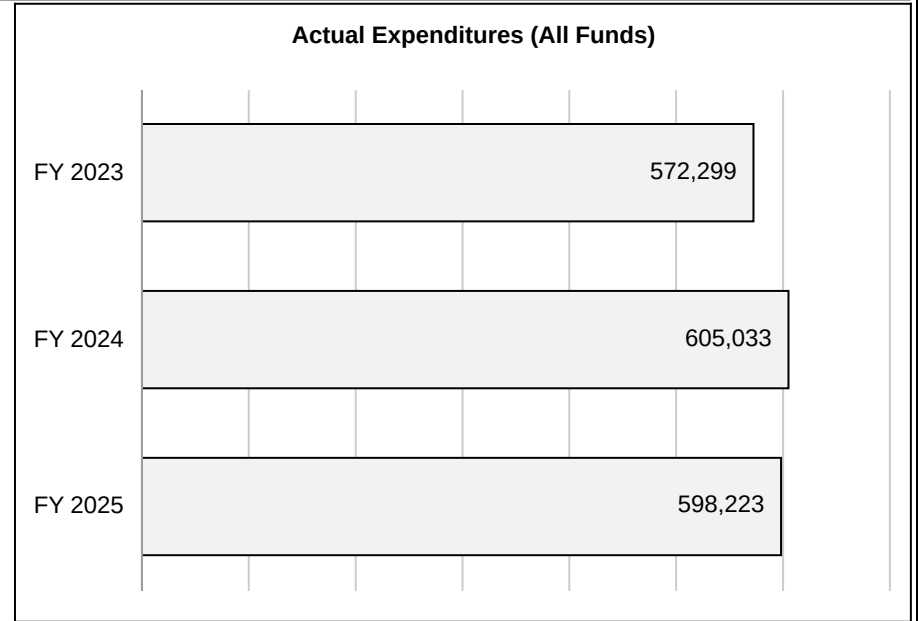 Actual Expenditures (All Funds)
FY 2023
572,299
FY 2024
605,033
FY 2025
598,223